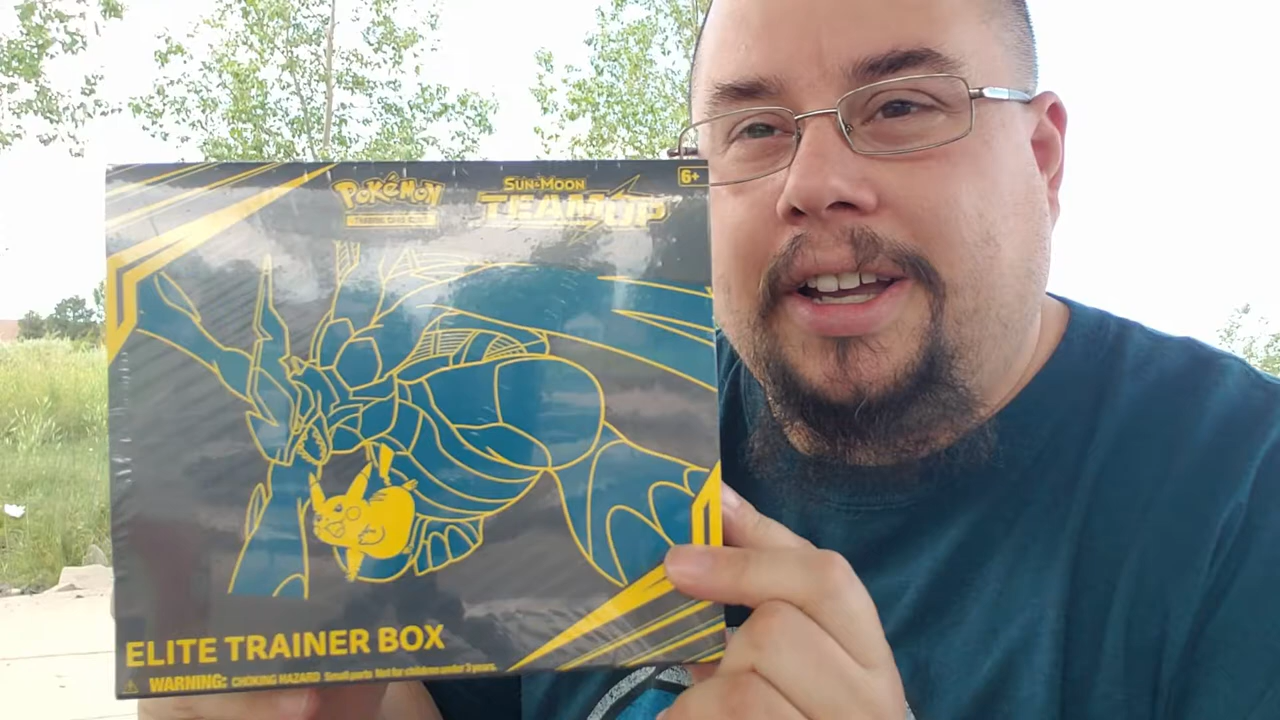 6+
POKéMON
TRADING CARD GAME
SUN & MOON
TEAM UP
ELITE TRAINER BOX
WARNING: CHOKING HAZARD Small parts Not for children under 3 years.